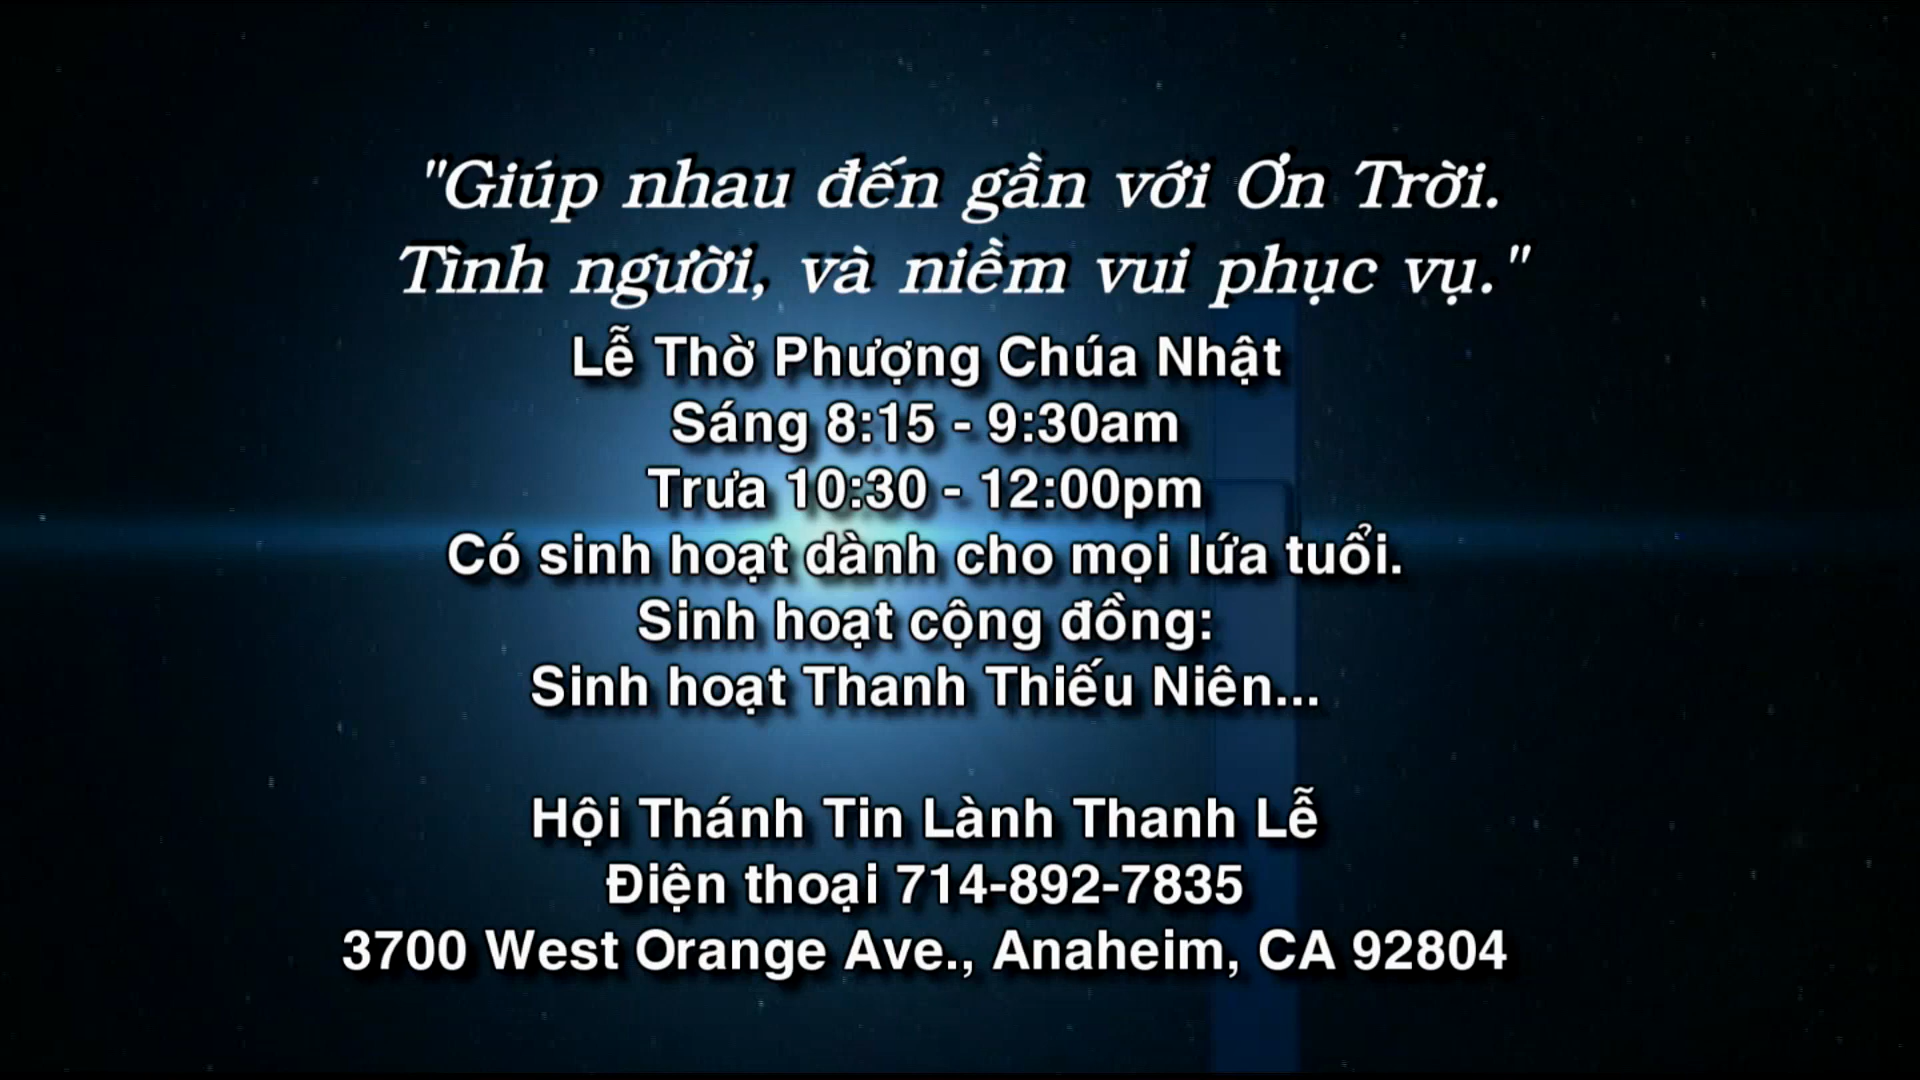 "Giúp nhau đến gần với Ơn Trời.
Tình người, và niềm vui phục vụ."
Lễ Thờ Phượng Chúa Nhật
Sáng 8:15 - 9:30am
Trưa 10:30 - 12:00pm
Có sinh hoạt dành cho mọi lứa tuổi.
Sinh hoạt cộng đồng:
Sinh hoạt Thanh Thiếu Niên...
Hội Thánh Tin Lành Thanh Lễ
Điện thoại 714-892-7835
3700 West Orange Ave., Anaheim, CA 92804